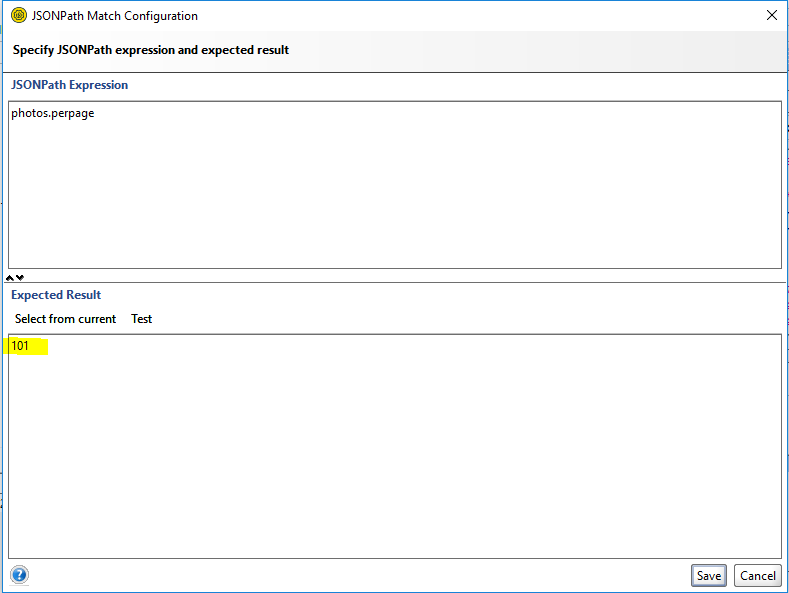 JSONPath Match Configuration
Specify JSONPath expression and expected result
JSONPath Expression
photos.perpage
Expected Result
Select from current Test
101
Save Cancel